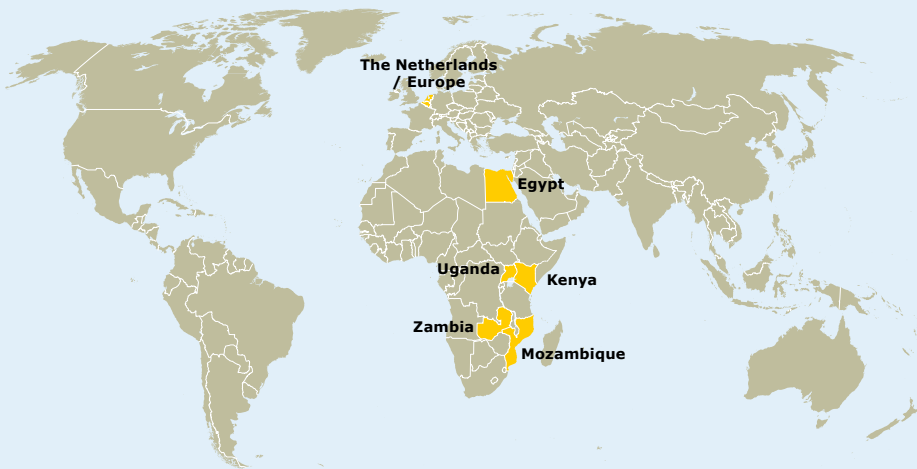 The Netherlands
/ Europe
Egypt
Uganda
Kenya
Zambia
Mozambique